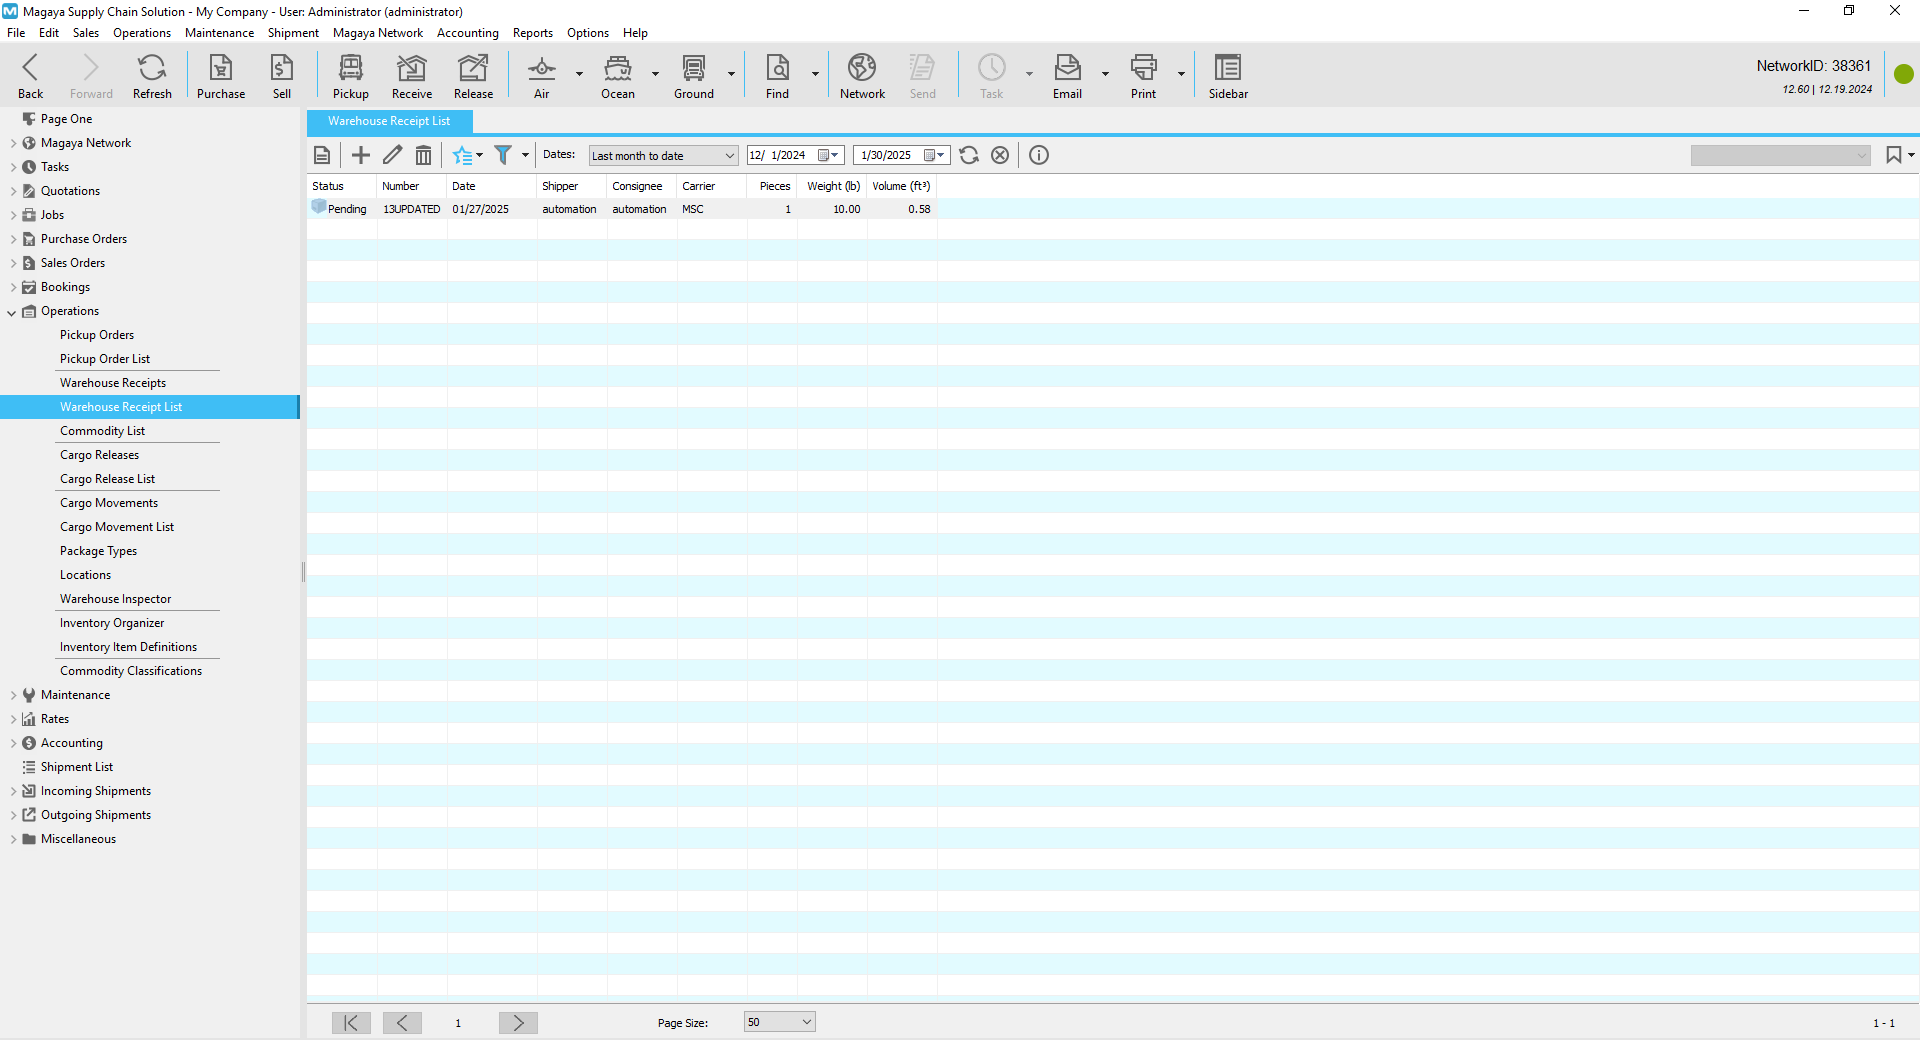 Magaya Supply Chain Solution - My Company - User: Administrator (administrator)
File Edit Sales Operations Maintenance Shipment Magaya Network Accounting Reports Options Help
Back Forward Refresh Purchase Sell Pickup Receive Release Air Ocean Ground Find Network Send Task Email Print Sidebar
NetworkID: 38361
12.60 | 12.19.2024
Page One
Magaya Network
Tasks
Quotations
Jobs
Purchase Orders
Sales Orders
Bookings
Operations
Pickup Orders
Pickup Order List
Warehouse Receipts
Warehouse Receipt List
Commodity List
Cargo Releases
Cargo Release List
Cargo Movements
Cargo Movement List
Package Types
Locations
Warehouse Inspector
Inventory Organizer
Inventory Item Definitions
Commodity Classifications
Maintenance
Rates
Accounting
Shipment List
Incoming Shipments
Outgoing Shipments
Miscellaneous
Warehouse Receipt List
Dates: Last month to date 12/ 1/2024 1/30/2025
Status Number Date Shipper Consignee Carrier Pieces Weight (lb) Volume (ft³)
Pending 13UPDATED 01/27/2025 automation automation MSC 1 10.00 0.58
1 Page Size: 50 1 - 1